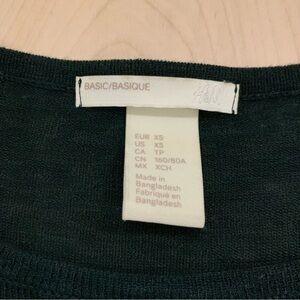 BASIC/BASIQUE
H&M
EUR XS
US XS
CA TP
CN 160/80A
MX XCH
Made in
Bangladesh
Fabriqué en
Bangladesh